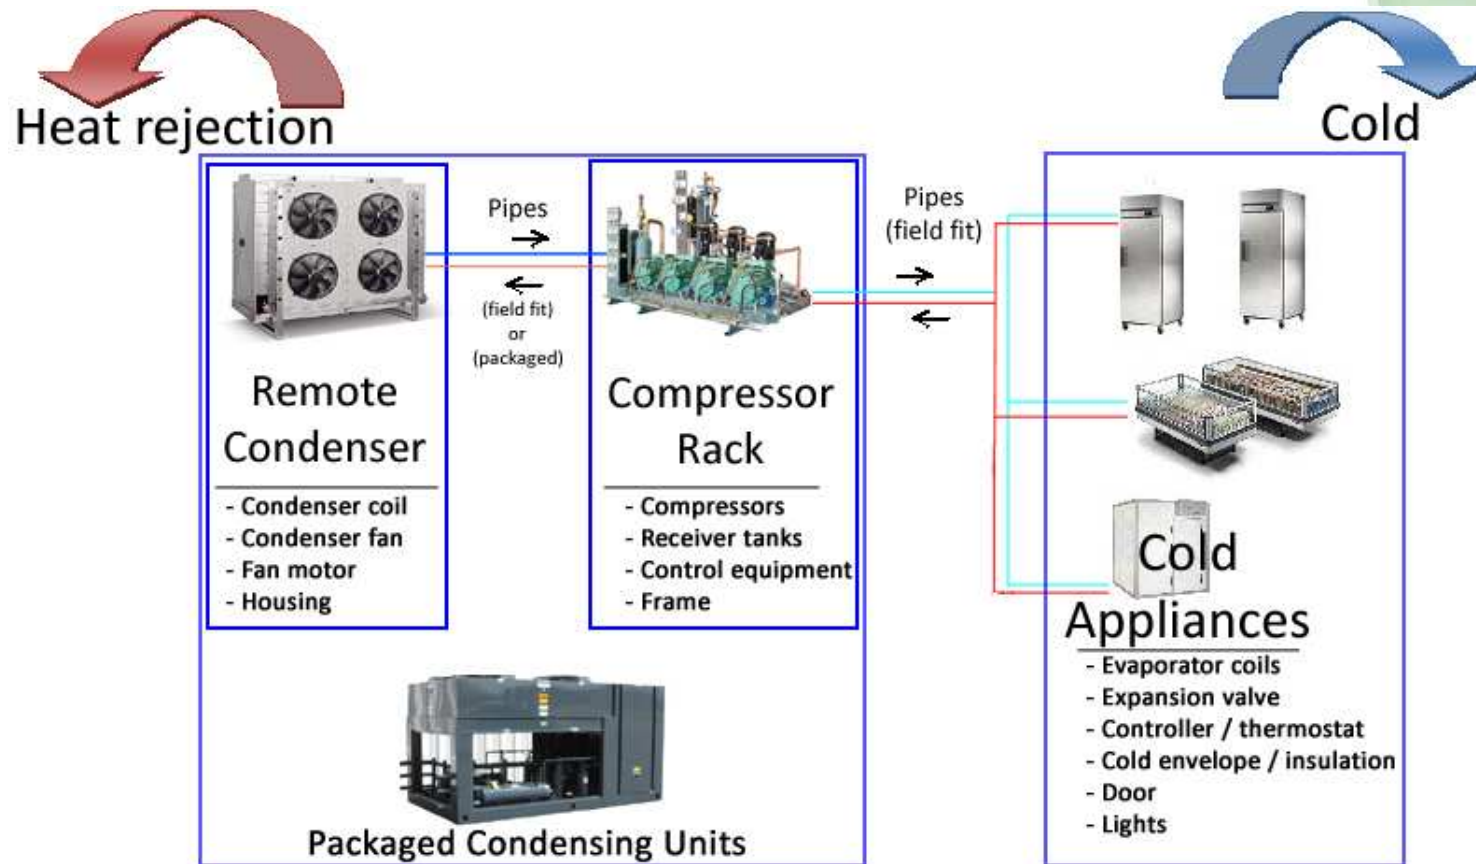 Heat rejection
Cold
Pipes
(field fit)
or
(packaged)
Pipes
(field fit)
Remote
Condenser
- Condenser coil
- Condenser fan
- Fan motor
- Housing
Compressor
Rack
- Compressors
- Receiver tanks
- Control equipment
- Frame
Packaged Condensing Units
Cold
Appliances
- Evaporator coils
- Expansion valve
- Controller / thermostat
- Cold envelope / insulation
- Door
- Lights